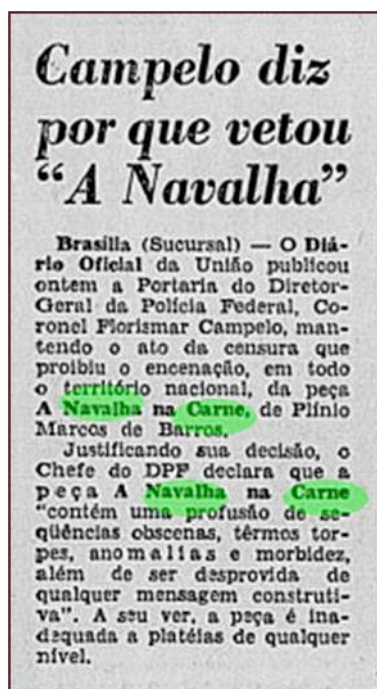 Campelo diz
por que vetou
“A Navalha”
Brasília (Sucursal) — O Diá-
rio Oficial da União publicou
ontem a Portaria do Diretor-
Geral da Polícia Federal, Co-
ronel Florismar Campelo, man-
tendo o ato da censura que
proibiu o encenação, em todo
o território nacional, da peça
A Navalha na Carne, de Plínio
Marcos de Barros.
Justificando sua decisão, o
Chefe do DPF declara que a
peça A Navalha na Carne
“contém uma profusão de se-
qüências obscenas, têrmos tor-
pes, anomalias e morbidez,
além de ser desprovida de
qualquer mensagem construti-
va”. A seu ver, a peça é ina-
dequada a platéias de qualquer
nível.